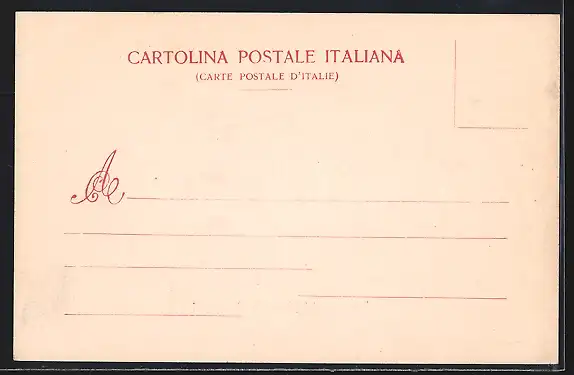 CARTOLINA POSTALE ITALIANA
(CARTE POSTALE D'ITALIE)
A